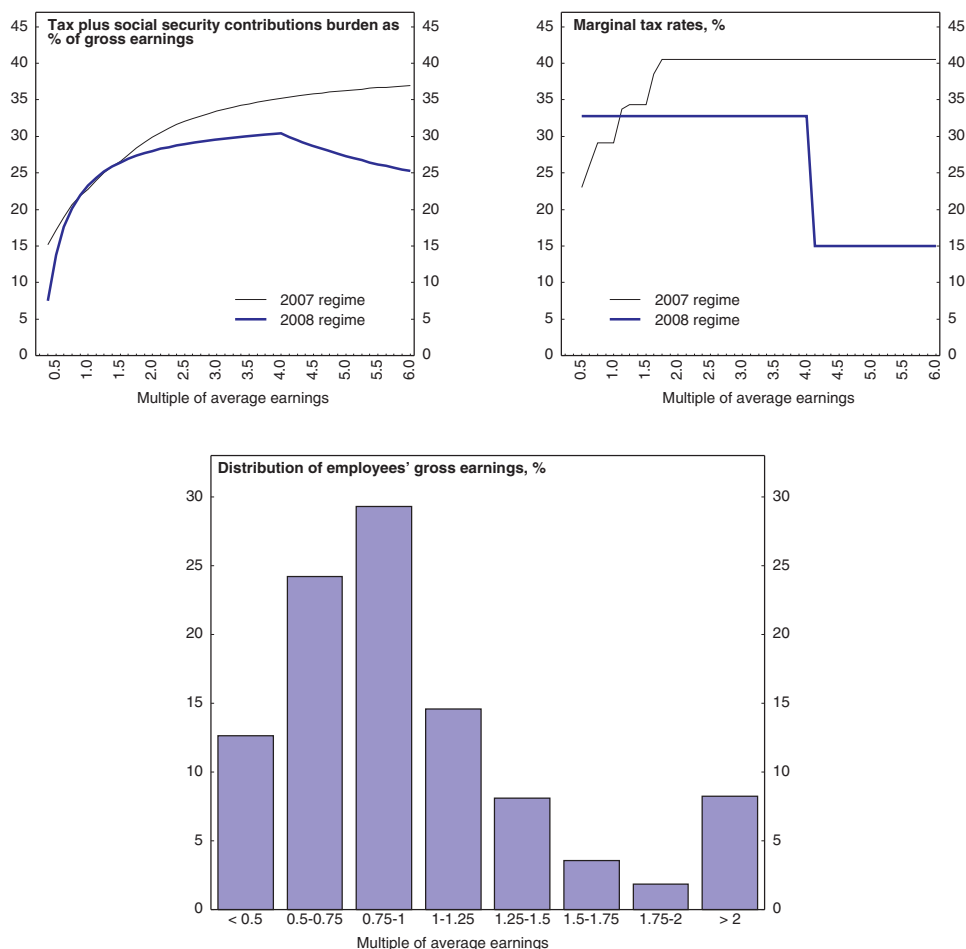 Tax plus social security contributions burden as
% of gross earnings
45 45
40 40
35 35
30 30
25 25
20 20
15 15
10 10
5 5
0 0
2007 regime
2008 regime
0.5 1.0 1.5 2.0 2.5 3.0 3.5 4.0 4.5 5.0 5.5 6.0
Multiple of average earnings
Marginal tax rates, %
45 45
40 40
35 35
30 30
25 25
20 20
15 15
10 10
5 5
0 0
2007 regime
2008 regime
0.5 1.0 1.5 2.0 2.5 3.0 3.5 4.0 4.5 5.0 5.5 6.0
Multiple of average earnings
Distribution of employees' gross earnings, %
30 30
25 25
20 20
15 15
10 10
5 5
0 0
< 0.5 0.5-0.75 0.75-1 1-1.25 1.25-1.5 1.5-1.75 1.75-2 > 2
Multiple of average earnings